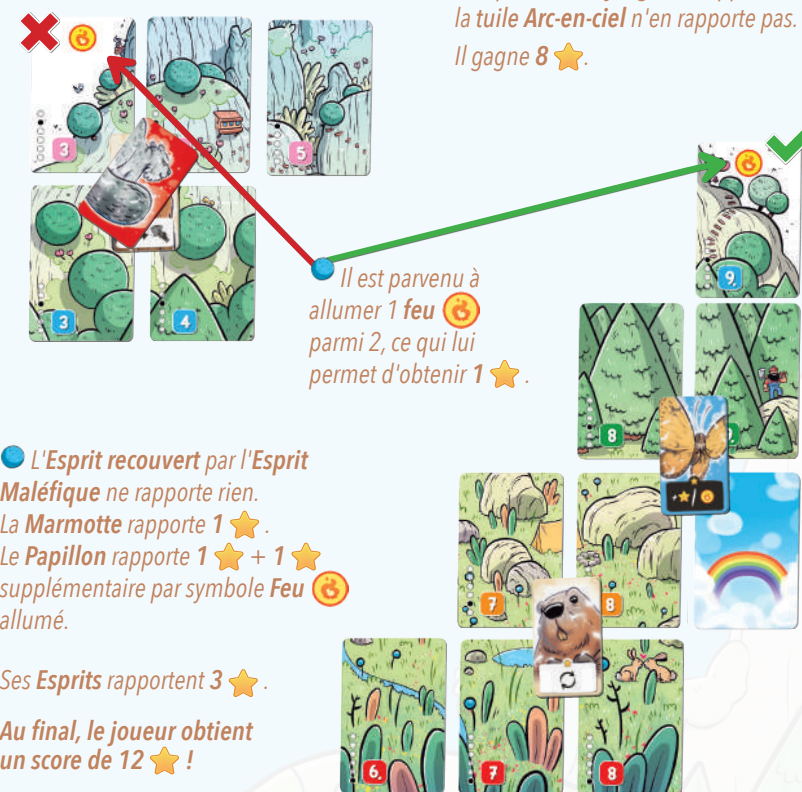 la tuile Arc-en-ciel n'en rapporte pas.
Il gagne 8 .
3
5
3
4
9.
Il est parvenu à
allumer 1 feu
parmi 2, ce qui lui
permet d'obtenir 1 .
8
L'Esprit recouvert par l'Esprit
Maléfique ne rapporte rien.
La Marmotte rapporte 1 .
Le Papillon rapporte 1 + 1
supplémentaire par symbole Feu
allumé.
+ /
7
8
Ses Esprits rapportent 3 .
Au final, le joueur obtient
un score de 12 !
6.
7
8